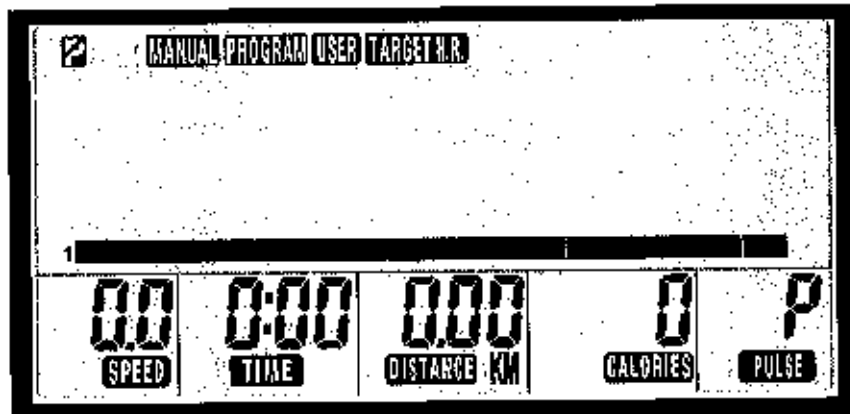 P MANUAL PROGRAM USER TARGET H.R.
1
0.0 0:00 0.00 0 P
SPEED TIME DISTANCE KM CALORIES PULSE